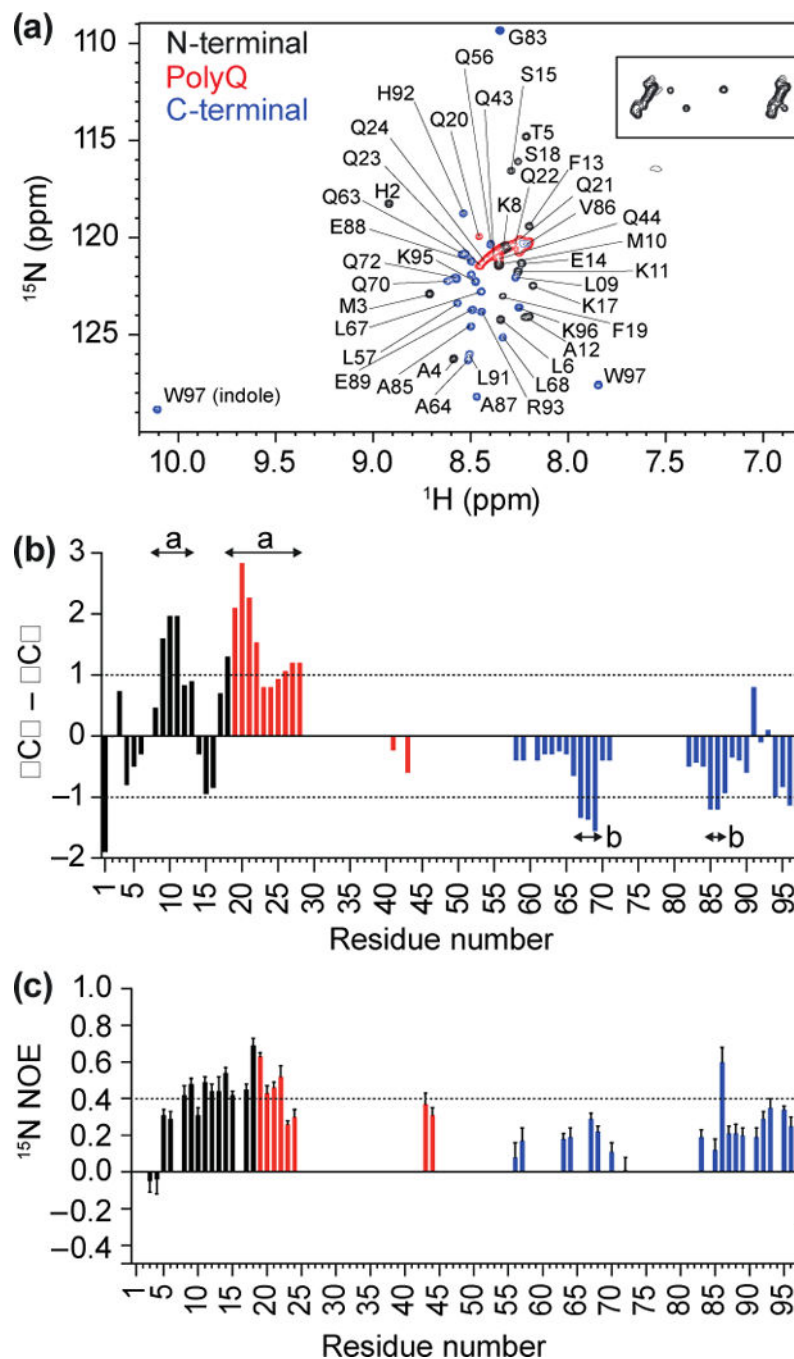 (a)
N-terminal
PolyQ
C-terminal
110
115
120
125
15N (ppm)
10.0 9.5 9.0 8.5 8.0 7.5 7.0
1H (ppm)
G83
Q56
S15
H92
Q43
T5
Q20
S18
Q24
Q22
F13
Q23
Q21
H2
K8
V86
Q63
Q44
E88
M10
K95
E14
Q72
K11
Q70
L09
M3
K17
L67
K96
F19
L57
A12
E89
L6
A4
L91
L68
W97
A85
R93
A64
A87
W97 (indole)
(b)
3
2
1
0
−1
−2
□C□ – □C□
a a
b b
1 5 10 15 20 25 30 35 40 45 50 55 60 65 70 75 80 85 90 95
Residue number
(c)
1.0
0.8
0.6
0.4
0.2
0.0
−0.2
−0.4
15N NOE
1 5 10 15 20 25 30 35 40 45 50 55 60 65 70 75 80 85 90 95
Residue number